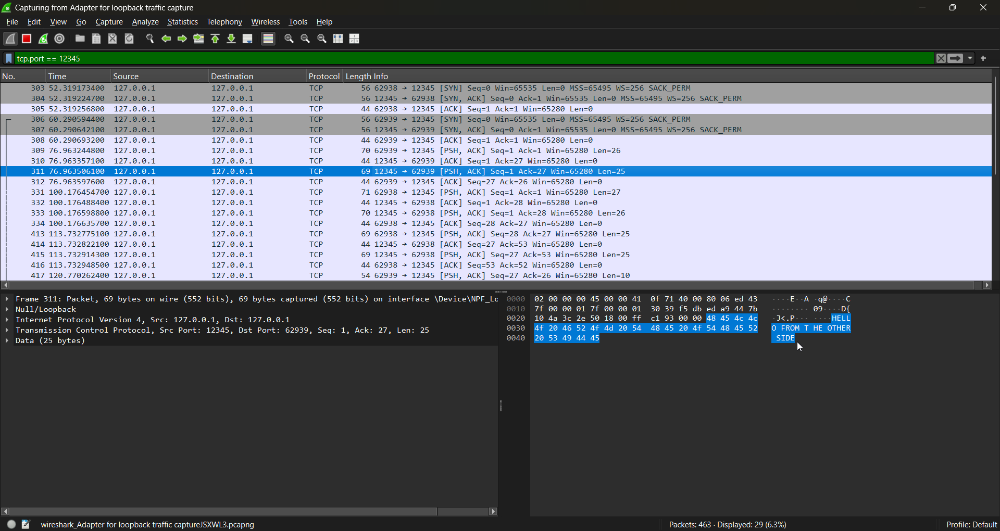 Capturing from Adapter for loopback traffic capture
File Edit View Go Capture Analyze Statistics Telephony Wireless Tools Help
tcp.port == 12345
No. Time Source Destination Protocol Length Info
303 52.319173400 127.0.0.1 127.0.0.1 TCP 56 62938 → 12345 [SYN] Seq=0 Win=65535 Len=0 MSS=65495 WS=256 SACK_PERM
304 52.319224700 127.0.0.1 127.0.0.1 TCP 56 12345 → 62938 [SYN, ACK] Seq=0 Ack=1 Win=65535 Len=0 MSS=65495 WS=256 SACK_PERM
305 52.319256800 127.0.0.1 127.0.0.1 TCP 44 62938 → 12345 [ACK] Seq=1 Ack=1 Win=65280 Len=0
306 60.290594400 127.0.0.1 127.0.0.1 TCP 56 62939 → 12345 [SYN] Seq=0 Win=65535 Len=0 MSS=65495 WS=256 SACK_PERM
307 60.290642100 127.0.0.1 127.0.0.1 TCP 56 12345 → 62939 [SYN, ACK] Seq=0 Ack=1 Win=65535 Len=0 MSS=65495 WS=256 SACK_PERM
308 60.290693200 127.0.0.1 127.0.0.1 TCP 44 62939 → 12345 [ACK] Seq=1 Ack=1 Win=65280 Len=0
309 76.963244800 127.0.0.1 127.0.0.1 TCP 70 62939 → 12345 [PSH, ACK] Seq=1 Ack=1 Win=65280 Len=26
310 76.963357100 127.0.0.1 127.0.0.1 TCP 44 12345 → 62939 [ACK] Seq=1 Ack=27 Win=65280 Len=0
311 76.963506100 127.0.0.1 127.0.0.1 TCP 69 12345 → 62939 [PSH, ACK] Seq=1 Ack=27 Win=65280 Len=25
312 76.963597600 127.0.0.1 127.0.0.1 TCP 44 62939 → 12345 [ACK] Seq=27 Ack=26 Win=65280 Len=0
331 100.176454700 127.0.0.1 127.0.0.1 TCP 71 62938 → 12345 [PSH, ACK] Seq=1 Ack=1 Win=65280 Len=27
332 100.176488400 127.0.0.1 127.0.0.1 TCP 44 12345 → 62938 [ACK] Seq=1 Ack=28 Win=65280 Len=0
333 100.176598800 127.0.0.1 127.0.0.1 TCP 70 12345 → 62938 [PSH, ACK] Seq=1 Ack=28 Win=65280 Len=26
334 100.176635700 127.0.0.1 127.0.0.1 TCP 44 62938 → 12345 [ACK] Seq=28 Ack=27 Win=65280 Len=0
413 113.732775100 127.0.0.1 127.0.0.1 TCP 69 62938 → 12345 [PSH, ACK] Seq=28 Ack=27 Win=65280 Len=25
414 113.732822100 127.0.0.1 127.0.0.1 TCP 44 12345 → 62938 [ACK] Seq=27 Ack=53 Win=65280 Len=0
415 113.732914300 127.0.0.1 127.0.0.1 TCP 69 12345 → 62938 [PSH, ACK] Seq=27 Ack=53 Win=65280 Len=25
416 113.732948500 127.0.0.1 127.0.0.1 TCP 44 62938 → 12345 [ACK] Seq=53 Ack=52 Win=65280 Len=0
417 120.770262400 127.0.0.1 127.0.0.1 TCP 54 62939 → 12345 [PSH, ACK] Seq=27 Ack=26 Win=65280 Len=10
Frame 311: Packet, 69 bytes on wire (552 bits), 69 bytes captured (552 bits) on interface \Device\NPF_Lo
Null/Loopback
Internet Protocol Version 4, Src: 127.0.0.1, Dst: 127.0.0.1
Transmission Control Protocol, Src Port: 12345, Dst Port: 62939, Seq: 1, Ack: 27, Len: 25
Data (25 bytes)
0000 02 00 00 00 45 00 00 41 0f 71 40 00 80 06 ed 43 ····E··A ·q@····C
0010 7f 00 00 01 7f 00 00 01 30 39 f5 db ed a9 44 7b ········ 09····D{
0020 10 4a 3c 2e 50 18 00 ff c1 93 00 00 48 45 4c 4c ·J<.P··· ····HELL
0030 4f 20 46 52 4f 4d 20 54 48 45 20 4f 54 48 45 52 O FROM T HE OTHER
0040 20 53 49 44 45 SIDE
wireshark_Adapter for loopback traffic captureJSXWL3.pcapng
Packets: 463 · Displayed: 29 (6.3%)
Profile: Default